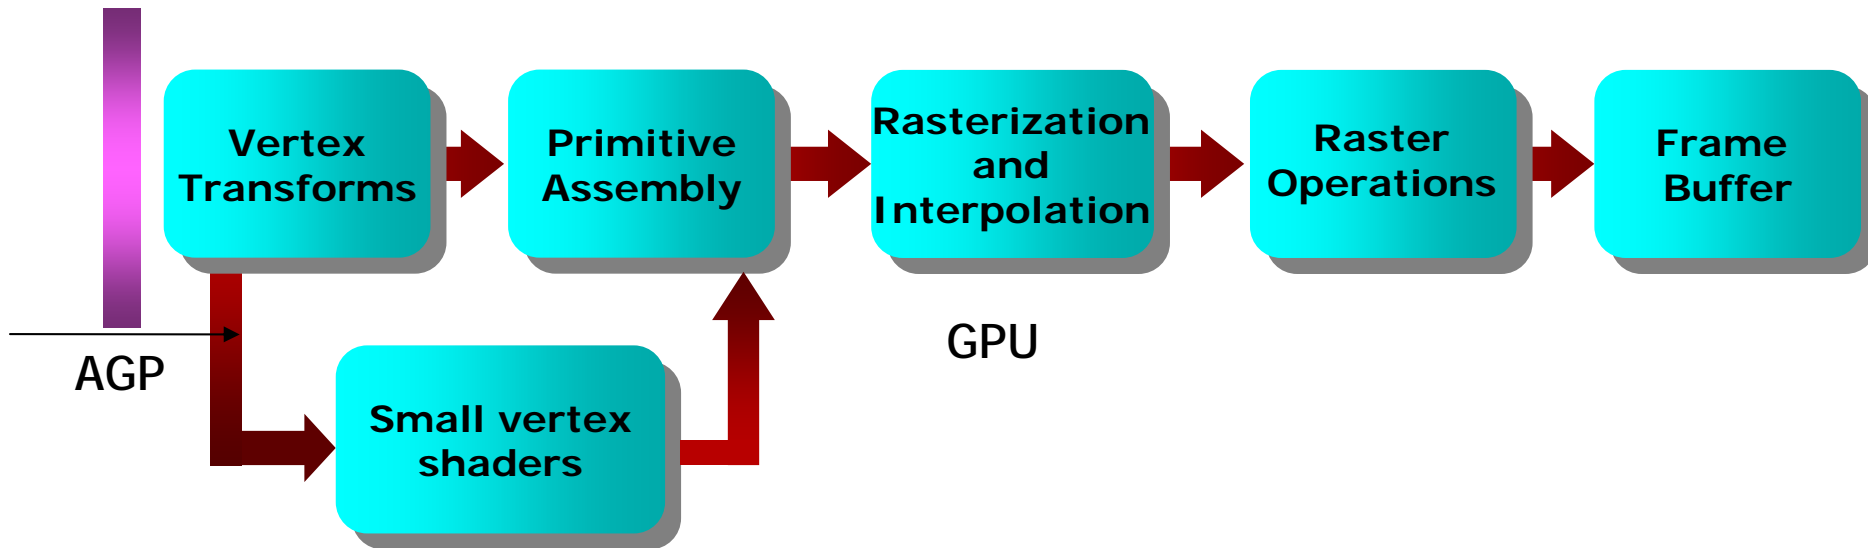 Vertex
Transforms
Primitive
Assembly
Rasterization
and
Interpolation
Raster
Operations
Frame
Buffer
AGP
GPU
Small vertex
shaders